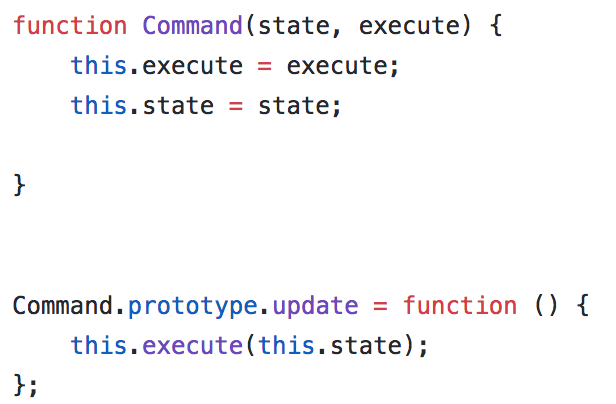 function Command(state, execute) {
    this.execute = execute;
    this.state = state;

}


Command.prototype.update = function () {
    this.execute(this.state);
};